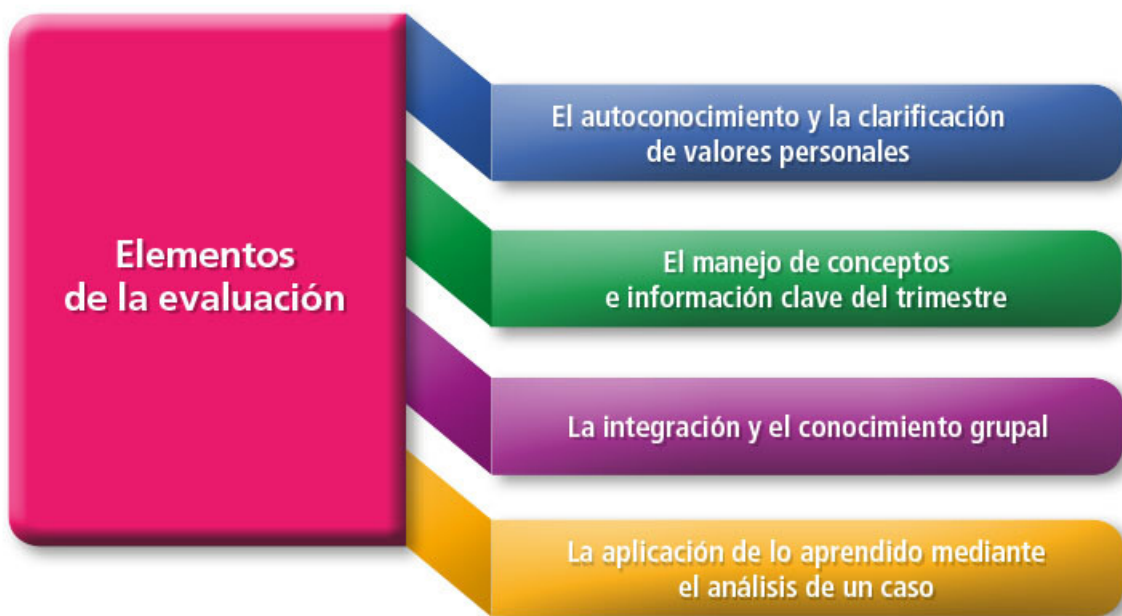 Elementos
de la evaluación
El autoconocimiento y la clarificación
de valores personales
El manejo de conceptos
e información clave del trimestre
La integración y el conocimiento grupal
La aplicación de lo aprendido mediante
el análisis de un caso